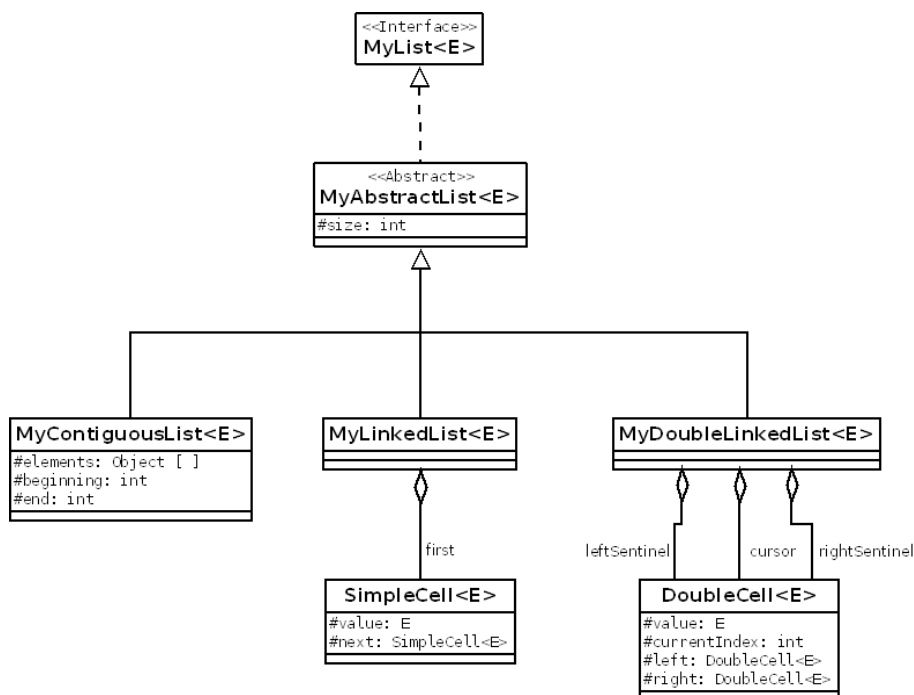 <<Interface>>
MyList<E>
<<Abstract>>
MyAbstractList<E>
#size: int
MyContiguousList<E>
#elements: Object [ ]
#beginning: int
#end: int
MyLinkedList<E>
MyDoubleLinkedList<E>
first
leftSentinel
cursor
rightSentinel
SimpleCell<E>
#value: E
#next: SimpleCell<E>
DoubleCell<E>
#value: E
#currentIndex: int
#left: DoubleCell<E>
#right: DoubleCell<E>